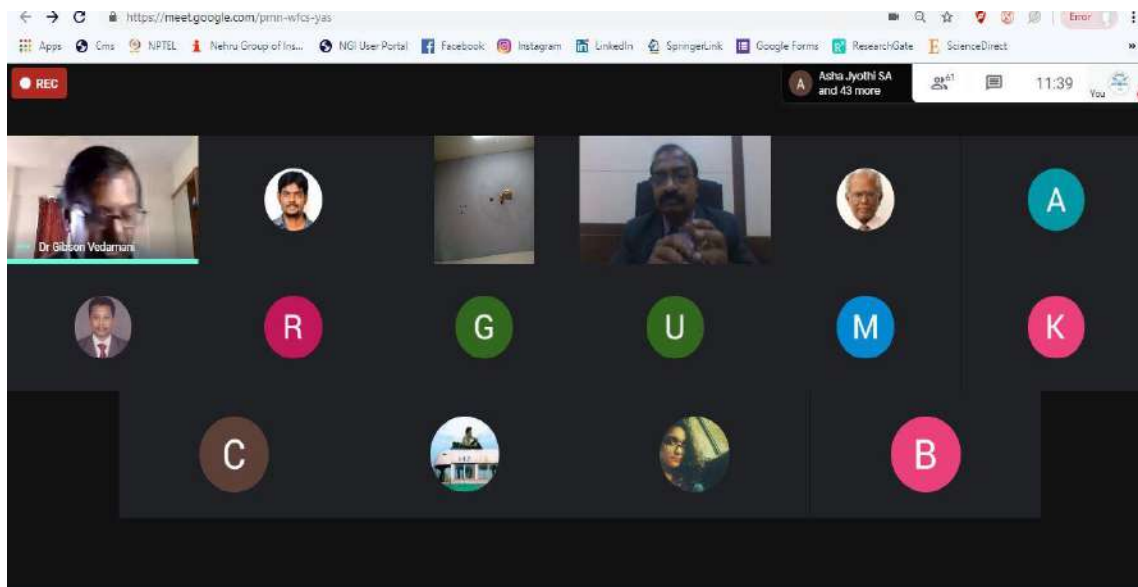 https://meet.google.com/pmn-wfcs-yas
Error
Apps Cms NPTEL Nehru Group of Ins... NGI User Portal Facebook Instagram LinkedIn SpringerLink Google Forms ResearchGate ScienceDirect »
REC
A Asha Jyothi SA
and 43 more
61
11:39
You
Dr Gibson Vedamani
A
R G U M K
C B